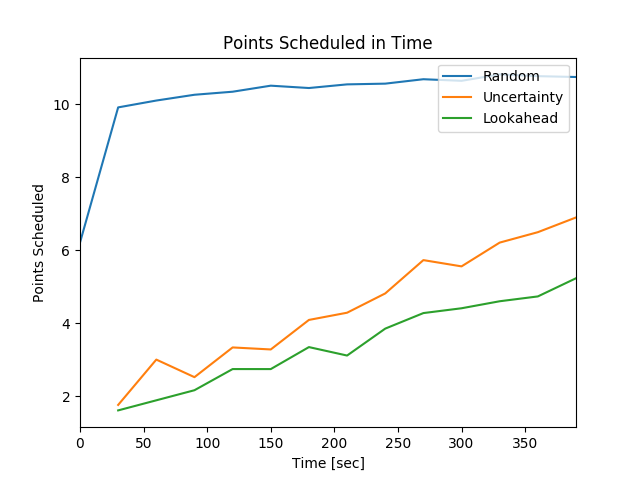 Points Scheduled in Time
Random
Uncertainty
Lookahead
10
8
6
4
2
Points Scheduled
0 50 100 150 200 250 300 350
Time [sec]